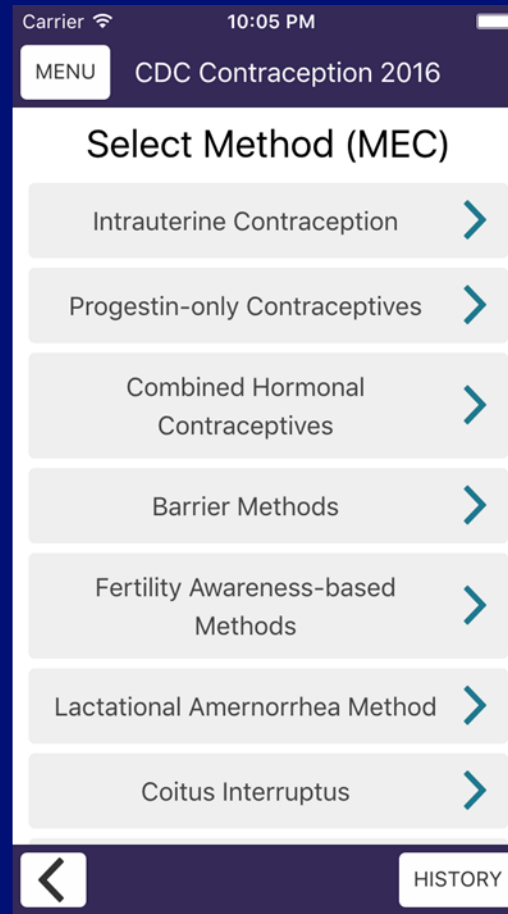 Carrier 10:05 PM
MENU CDC Contraception 2016
Select Method (MEC)
Intrauterine Contraception
Progestin-only Contraceptives
Combined Hormonal
Contraceptives
Barrier Methods
Fertility Awareness-based
Methods
Lactational Amernorrhea Method
Coitus Interruptus
HISTORY